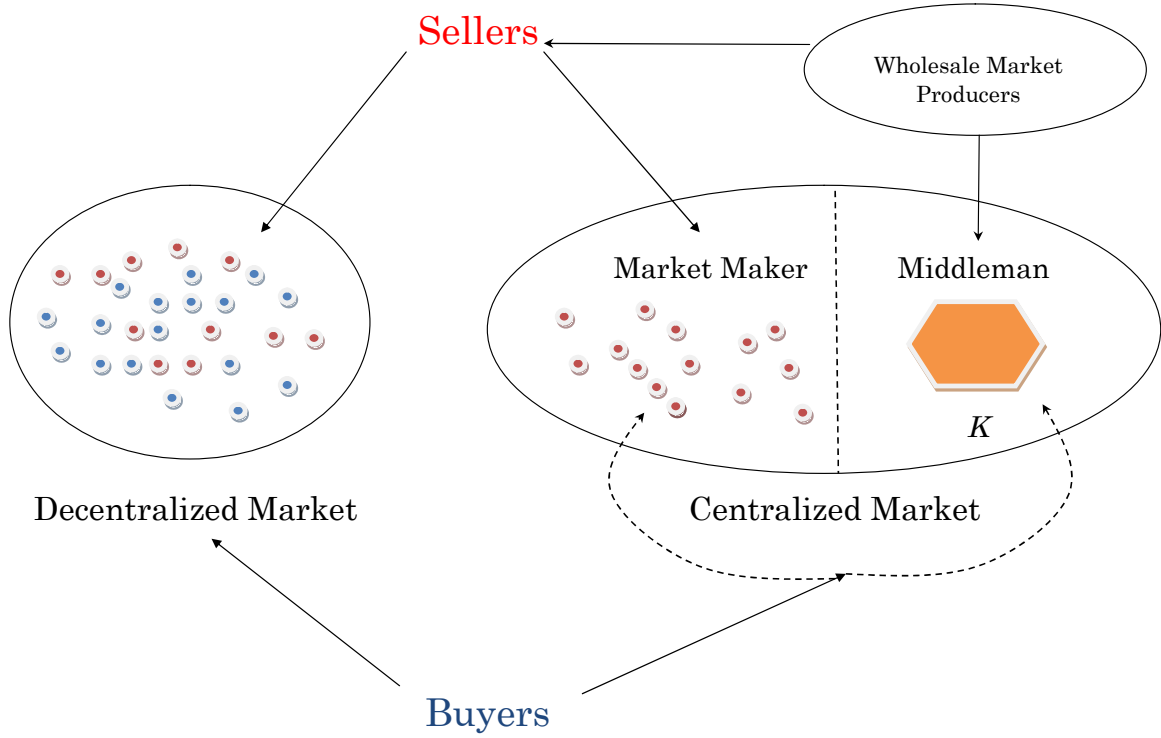 Sellers
Wholesale Market
Producers
Market Maker
Middleman
K
Decentralized Market
Centralized Market
Buyers